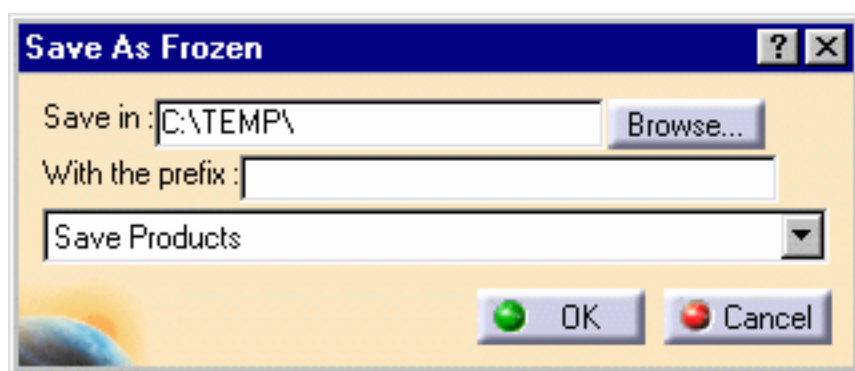 Save As Frozen
Save in : C:\TEMP\ Browse...
With the prefix :
Save Products
OK Cancel